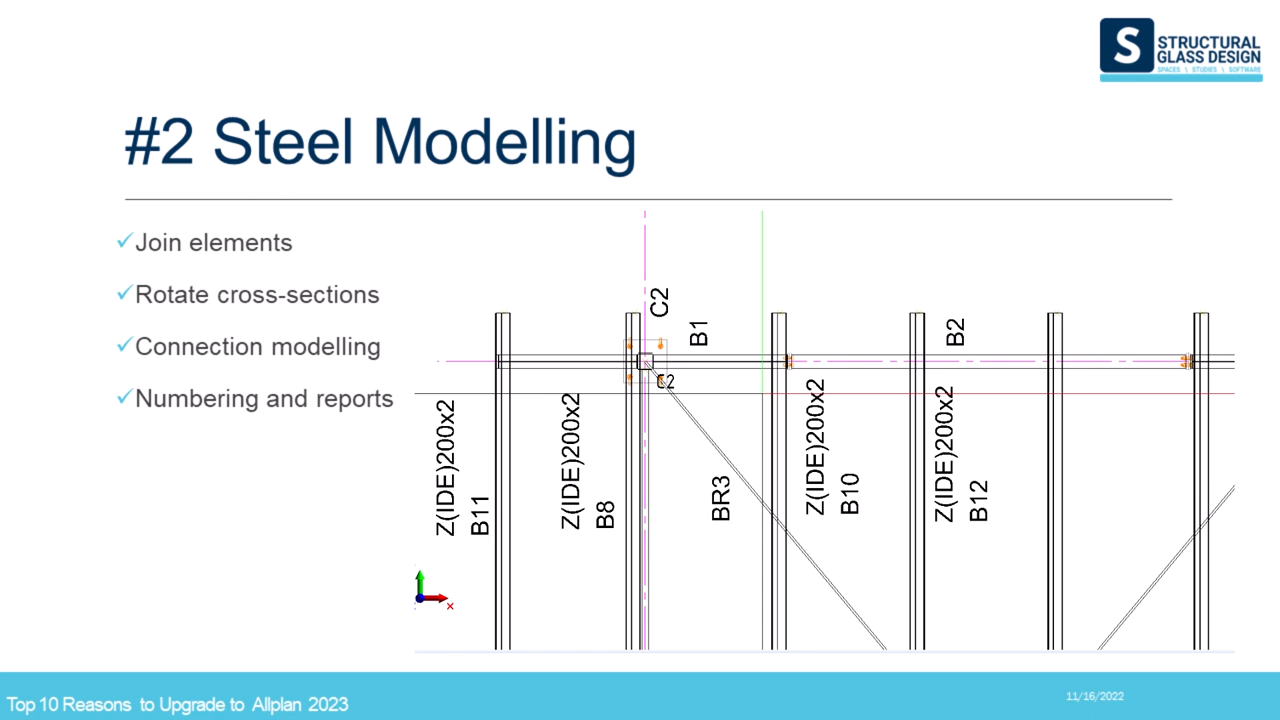 STRUCTURAL
GLASS DESIGN
SPACES \ STUDIES \ SOFTWARE
#2 Steel Modelling
✓Join elements
✓Rotate cross-sections
✓Connection modelling
✓Numbering and reports
C2
B1
B2
C2
Z(IDE)200x2
B11
Z(IDE)200x2
B8
BR3
Z(IDE)200x2
B10
Z(IDE)200x2
B12
x
Top 10 Reasons to Upgrade to Allplan 2023
11/16/2022